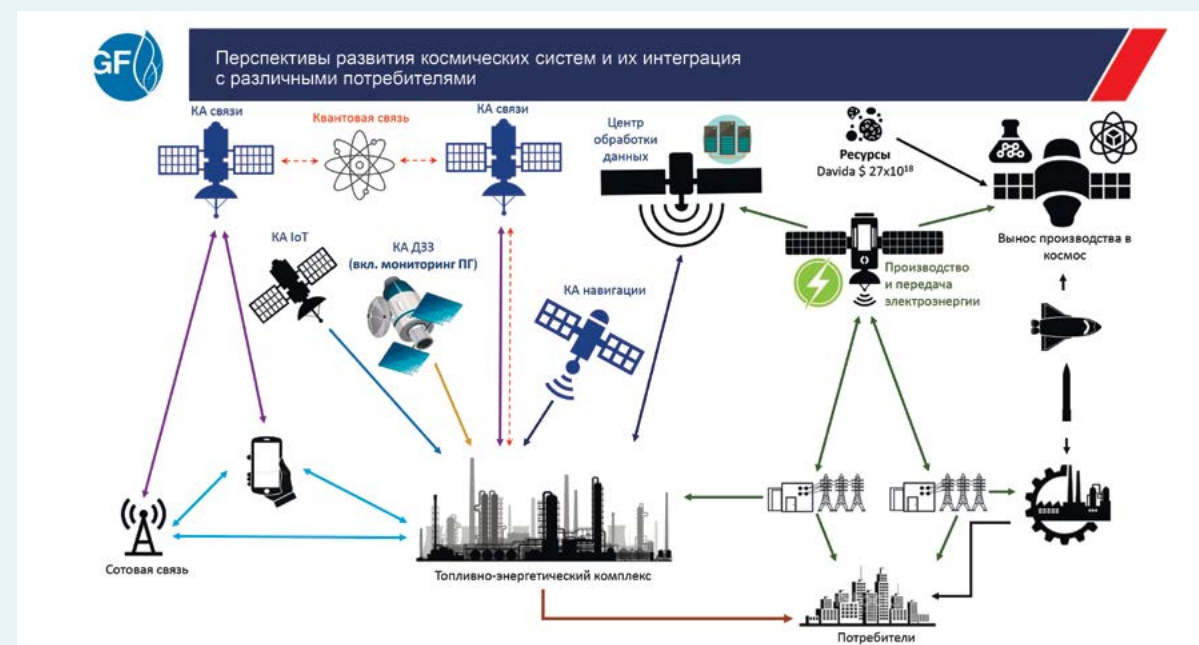 GF
Перспективы развития космических систем и их интеграция
с различными потребителями
КА связи
Квантовая связь
КА связи
Центр
обработки
данных
Ресурсы
Davida $ 27x10¹⁸
Вынос производства в
космос
КА IoT
КА ДЗЗ
(вкл. мониторинг ПГ)
КА навигации
Производство
и передача
электроэнергии
Сотовая связь
Топливно-энергетический комплекс
Потребители